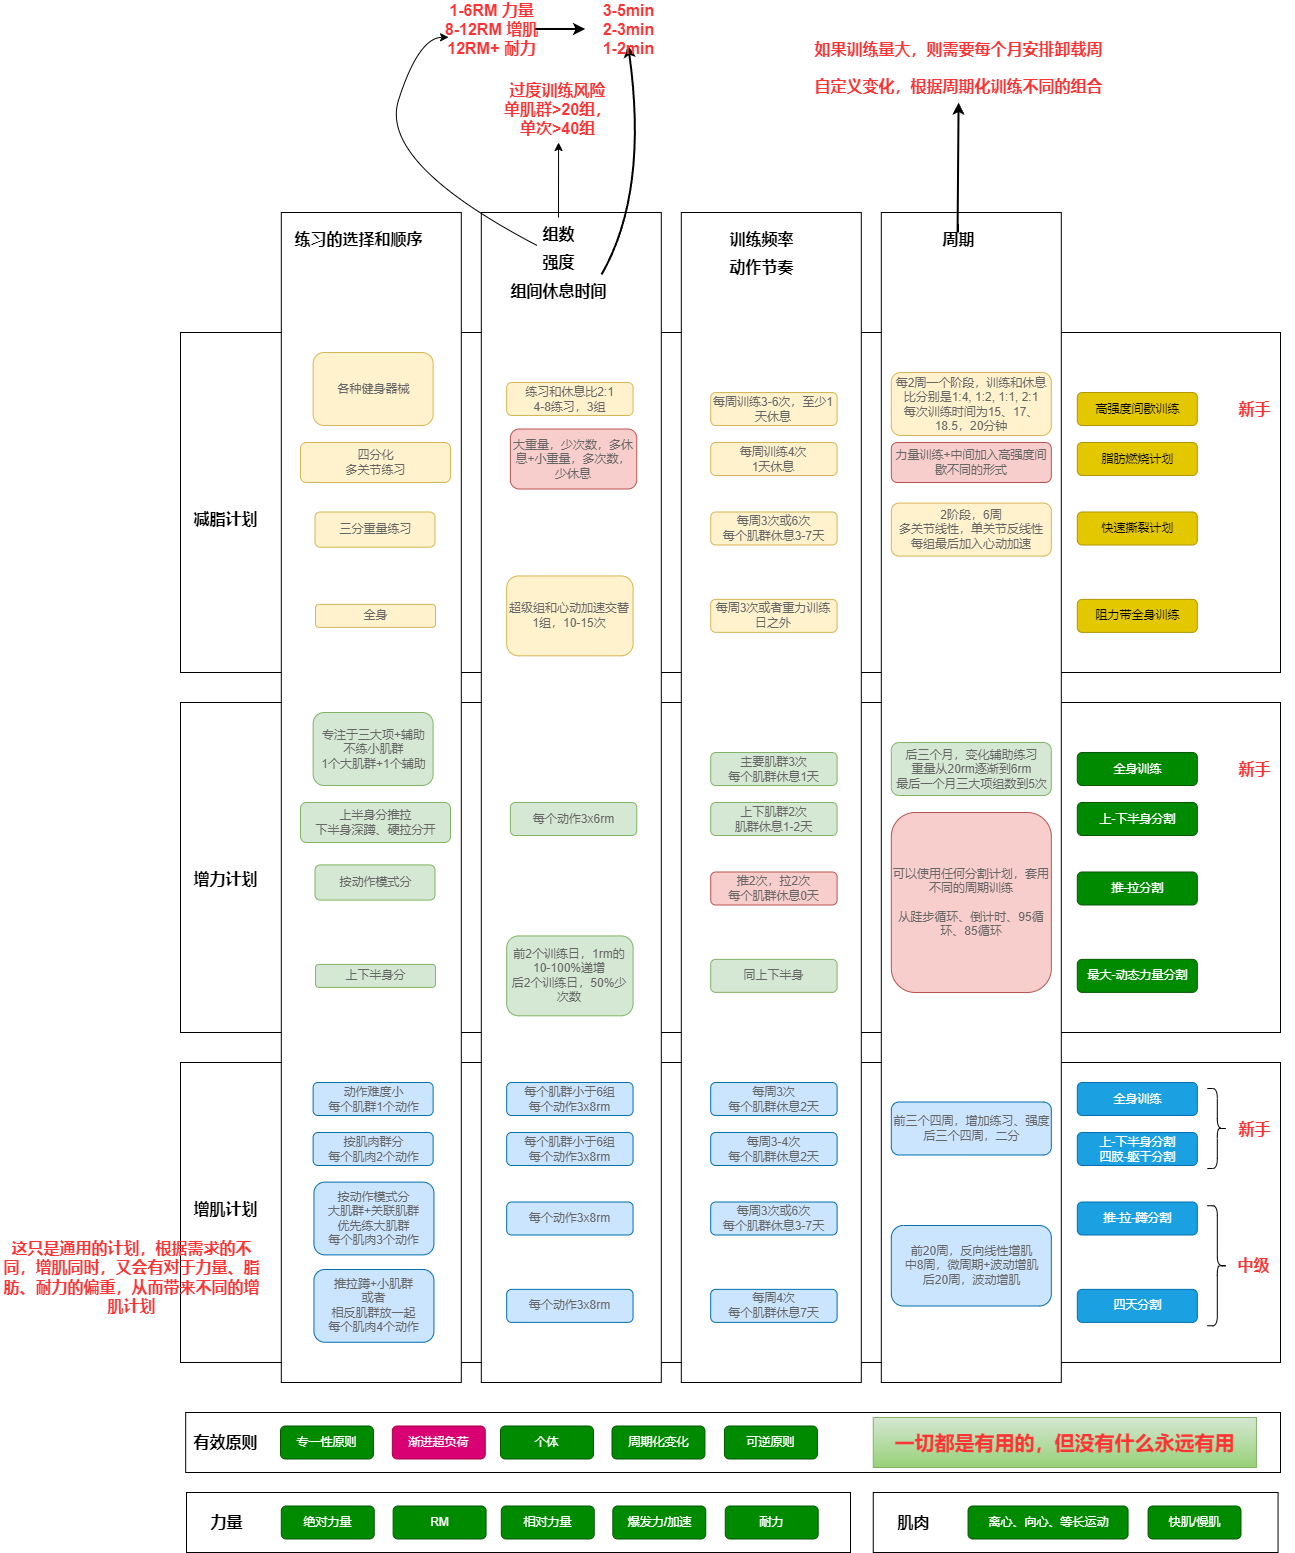 1-6RM 力量
8-12RM 增肌
12RM+ 耐力
3-5min
2-3min
1-2min
过度训练风险
单肌群>20组，
单次>40组
如果训练量大，则需要每个月安排卸载周
自定义变化，根据周期化训练不同的组合
练习的选择和顺序
组数
强度
组间休息时间
训练频率
动作节奏
周期
减脂计划
各种健身器械
练习和休息比2:1
4-8练习，3组
每周训练3-6次，至少1
天休息
每2周一个阶段，训练和休息
比分别是1:4, 1:2, 1:1, 2:1
每次训练时间为15、17、
18.5，20分钟
高强度间歇训练
新手
四分化
多关节练习
大重量，少次数，多休
息+小重量，多次数，
少休息
每周训练4次
1天休息
力量训练+中间加入高强度间
歇不同的形式
脂肪燃烧计划
三分重量练习
每周3次或6次
每个肌群休息3-7天
2阶段，6周
多关节线性，单关节反线性
每组最后加入心动加速
快速撕裂计划
全身
超级组和心动加速交替
1组，10-15次
每周3次或者重力训练
日之外
阻力带全身训练
增力计划
专注于三大项+辅助
不练小肌群
1个大肌群+1个辅助
主要肌群3次
每个肌群休息1天
后三个月，变化辅助练习
重量从20rm逐渐到6rm
最后一个月三大项组数到5次
全身训练
新手
上半身分推拉
下半身深蹲、硬拉分开
每个动作3x6rm
上下肌群2次
肌群休息1-2天
可以使用任何分割计划，套用
不同的周期训练
从跬步循环、倒计时、95循
环、85循环
上-下半身分割
按动作模式分
推2次，拉2次
每个肌群休息0天
推-拉分割
上下半身分
前2个训练日，1rm的
10-100%递增
后2个训练日，50%少
次数
同上下半身
最大-动态力量分割
增肌计划
动作难度小
每个肌群1个动作
每个肌群小于6组
每个动作3x8rm
每周3次
每个肌群休息2天
前三个四周，增加练习、强度
后三个四周，二分
全身训练
新手
按肌肉群分
每个肌肉2个动作
每个肌群小于6组
每个动作3x8rm
每周3-4次
每个肌群休息2天
上-下半身分割
四肢-躯干分割
按动作模式分
大肌群+关联肌群
优先练大肌群
每个肌肉3个动作
每个动作3x8rm
每周3次或6次
每个肌群休息3-7天
前20周，反向线性增肌
中8周，微周期+波动增肌
后20周，波动增肌
推-拉-蹲分割
中级
推拉蹲+小肌群
或者
相反肌群放一起
每个肌肉4个动作
每个动作3x8rm
每周4次
每个肌群休息7天
四天分割
这只是通用的计划，根据需求的不
同，增肌同时，又会有对于力量、脂
肪、耐力的偏重，从而带来不同的增
肌计划
有效原则
专一性原则
渐进超负荷
个体
周期化变化
可逆原则
一切都是有用的，但没有什么永远有用
力量
绝对力量
RM
相对力量
爆发力/加速
耐力
肌肉
离心、向心、等长运动
快肌/慢肌